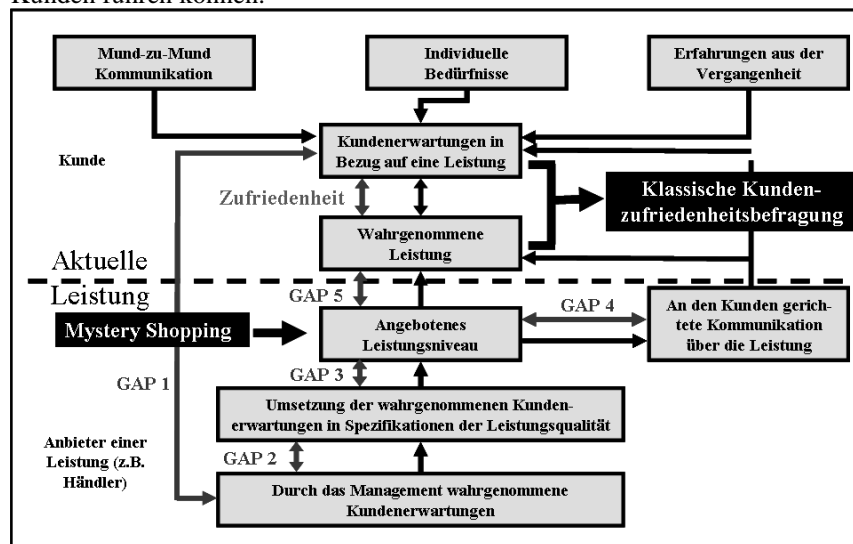 Kunden führen können.
Mund-zu-Mund
Kommunikation
Individuelle
Bedürfnisse
Erfahrungen aus der
Vergangenheit
Kunde
Kundenerwartungen in
Bezug auf eine Leistung
Zufriedenheit
Klassische Kunden-
zufriedenheitsbefragung
Wahrgenommene
Leistung
Aktuelle
Leistung
GAP 5
GAP 4
An den Kunden gerich-
tete Kommunikation
über die Leistung
Mystery Shopping
Angebotenes
Leistungsniveau
GAP 1
GAP 3
Umsetzung der wahrgenommenen Kunden-
erwartungen in Spezifikationen der Leistungsqualität
Anbieter einer
Leistung (z.B.
Händler)
GAP 2
Durch das Management wahrgenommene
Kundenerwartungen